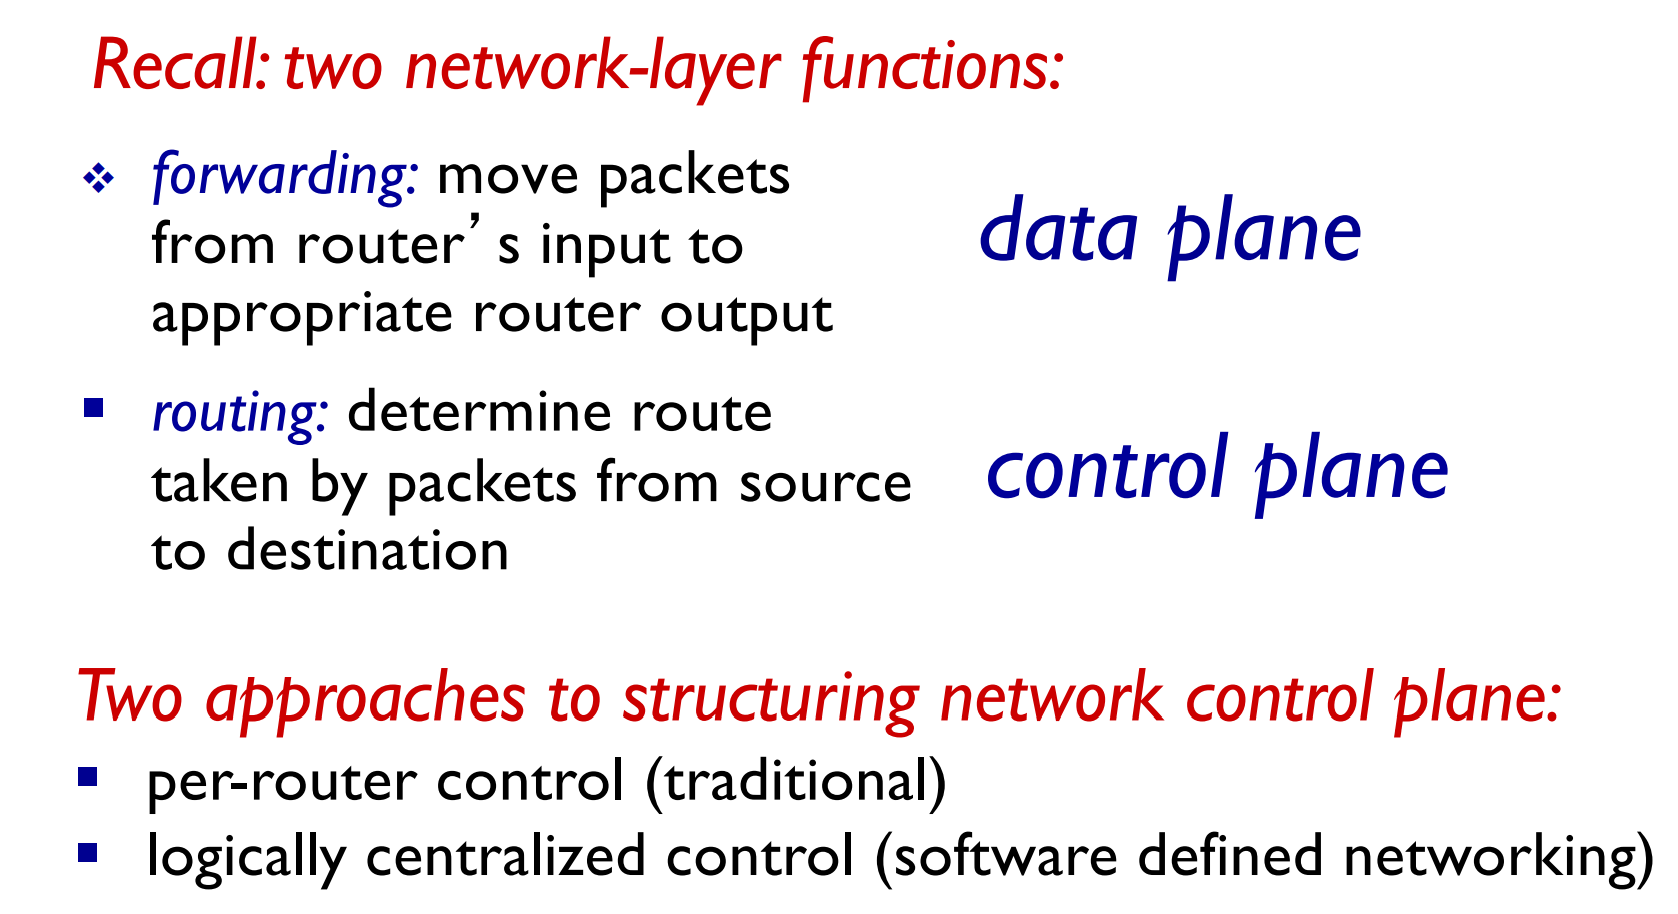 Recall: two network-layer functions:
❖ forwarding: move packets
from router’s input to
appropriate router output
data plane
▪ routing: determine route
taken by packets from source
to destination
control plane
Two approaches to structuring network control plane:
▪ per-router control (traditional)
▪ logically centralized control (software defined networking)